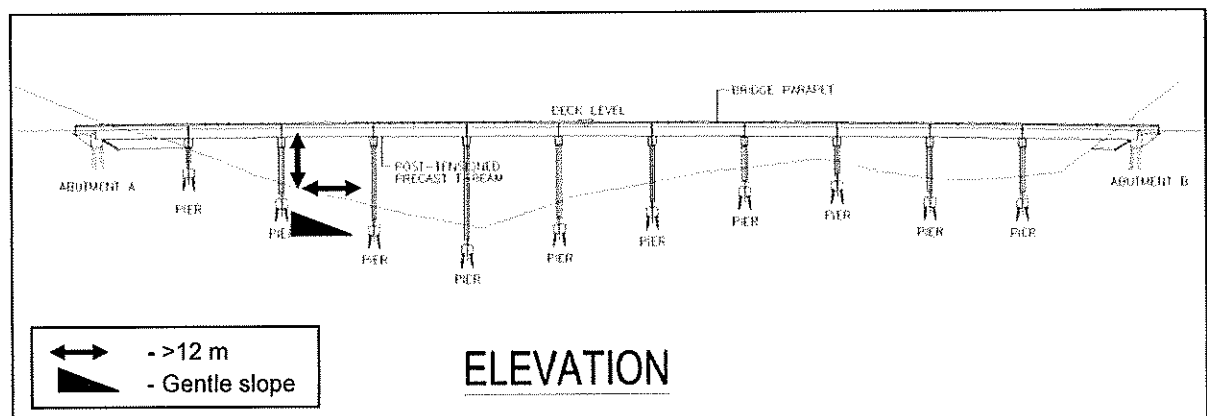 BRIDGE PARAPET
DECK LEVEL
POST-TENSIONED
PRECAST T-BEAM
ABUTMENT A
ABUTMENT B
PIER
PIER
PIER
PIER
PIER
PIER
PIER
PIER
PIER
PIER
- >12 m
- Gentle slope
ELEVATION